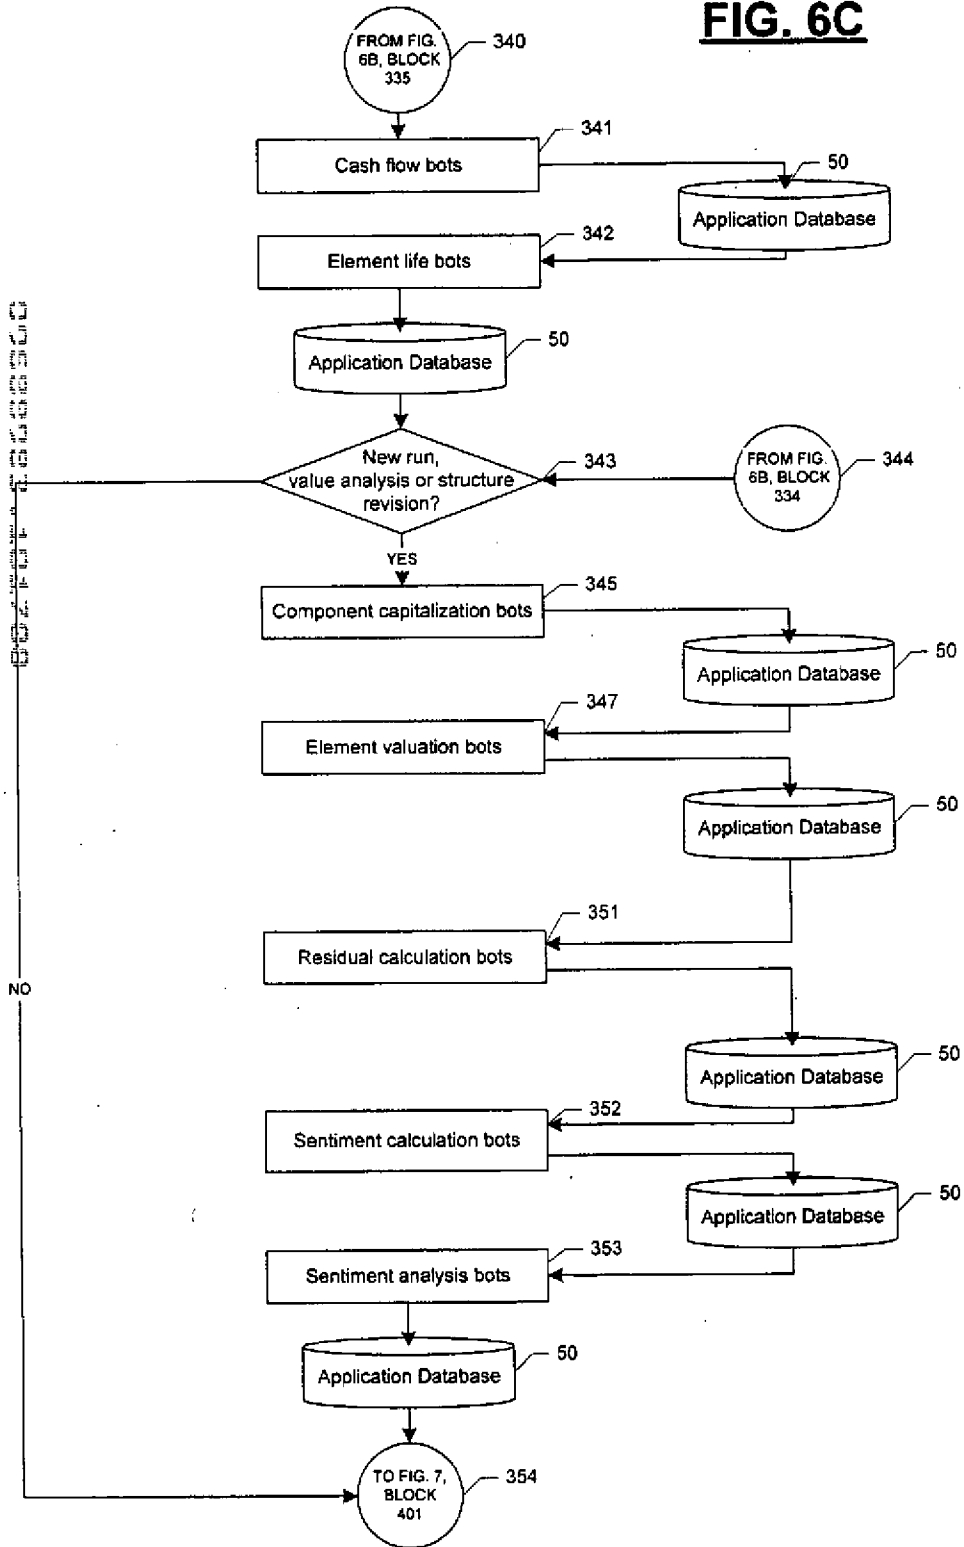 FIG. 6C
FROM FIG.
6B, BLOCK
335
340
341
Cash flow bots
50
Application Database
342
Element life bots
50
Application Database
New run,
value analysis or structure
revision?
343
FROM FIG.
6B, BLOCK
334
344
YES
345
Component capitalization bots
50
Application Database
347
Element valuation bots
50
Application Database
351
Residual calculation bots
NO
50
Application Database
352
Sentiment calculation bots
50
Application Database
353
Sentiment analysis bots
50
Application Database
TO FIG. 7,
BLOCK
401
354